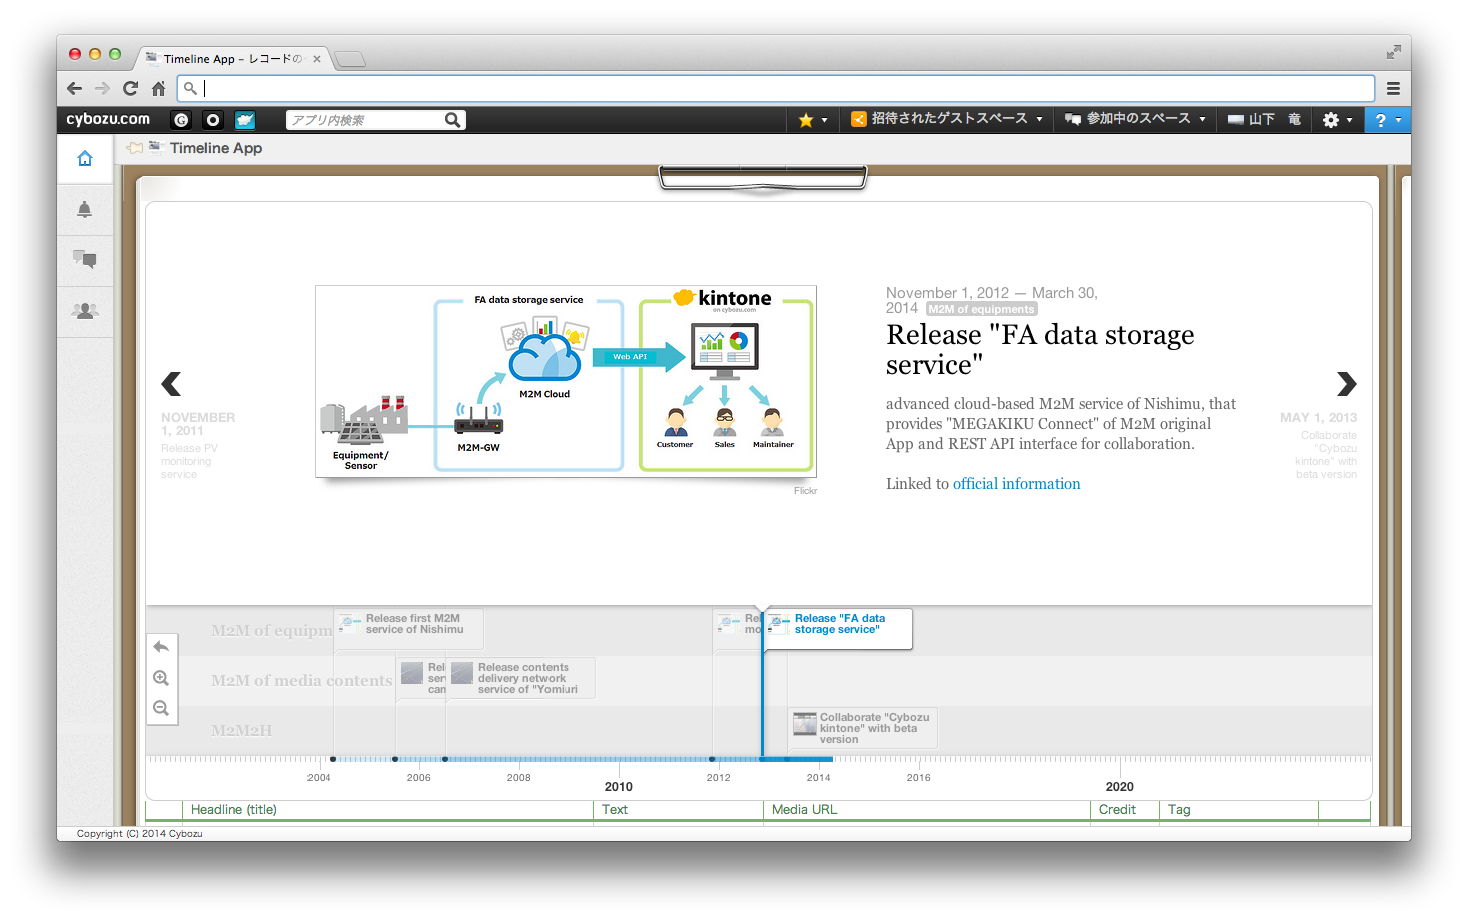 Timeline App - レコードの
cybozu.com
G
アプリ内検索
招待されたゲストスペース
参加中のスペース
山下 竜
?
Timeline App
FA data storage service
kintone
on cybozu.com
Web API
M2M Cloud
M2M-GW
Equipment/
Sensor
Customer
Sales
Maintainer
Flickr
NOVEMBER
1, 2011
Release PV
monitoring
service
November 1, 2012 — March 30,
2014 M2M of equipments
Release "FA data storage
service"
advanced cloud-based M2M service of Nishimu, that
provides "MEGAKIKU Connect" of M2M original
App and REST API interface for collaboration.
Linked to official information
MAY 1, 2013
Collaborate
"Cybozu
kintone" with
beta version
M2M of equipm
Release first M2M
service of Nishimu
Rel
mo
Release "FA data
storage service"
M2M of media contents
Rel
ser
can
Release contents
delivery network
service of "Yomiuri
M2M2H
Collaborate "Cybozu
kintone" with beta
version
2004 2006 2008 2010 2012 2014 2016 2020
Headline (title) Text Media URL Credit Tag
Copyright (C) 2014 Cybozu